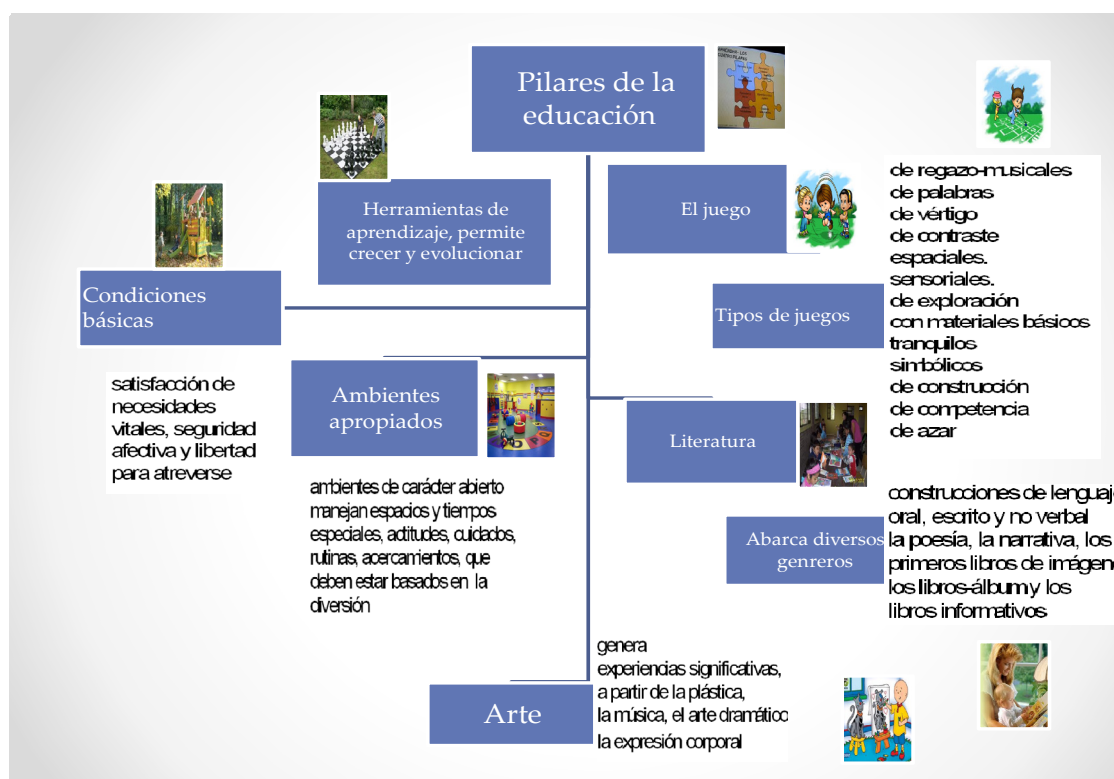 Pilares de la
educación
Herramientas de
aprendizaje, permite
crecer y evolucionar
El juego
de regazo-musicales
de palabras
de vértigo
de contraste
espaciales.
sensoriales.
de exploración
con materiales básicos
tranquilos
simbólicos
de construcción
de competencia
de azar
Condiciones
básicas
Tipos de juegos
satisfacción de
necesidades
vitales, seguridad
afectiva y libertad
para atreverse
Ambientes
apropiados
Literatura
ambientes de carácter abierto
manejan espacios y tiempos
especiales, actitudes, cuidados,
rutinas, acercamientos, que
deben estar basados en la
diversión
Abarca diversos
genreros
construcciones de lenguaj
oral, escrito y no verbal
la poesía, la narrativa, los
primeros libros de imágen
los libros-álbum y los
libros informativos
Arte
genera
experiencias significativas,
a partir de la plástica,
la música, el arte dramático
la expresión corporal